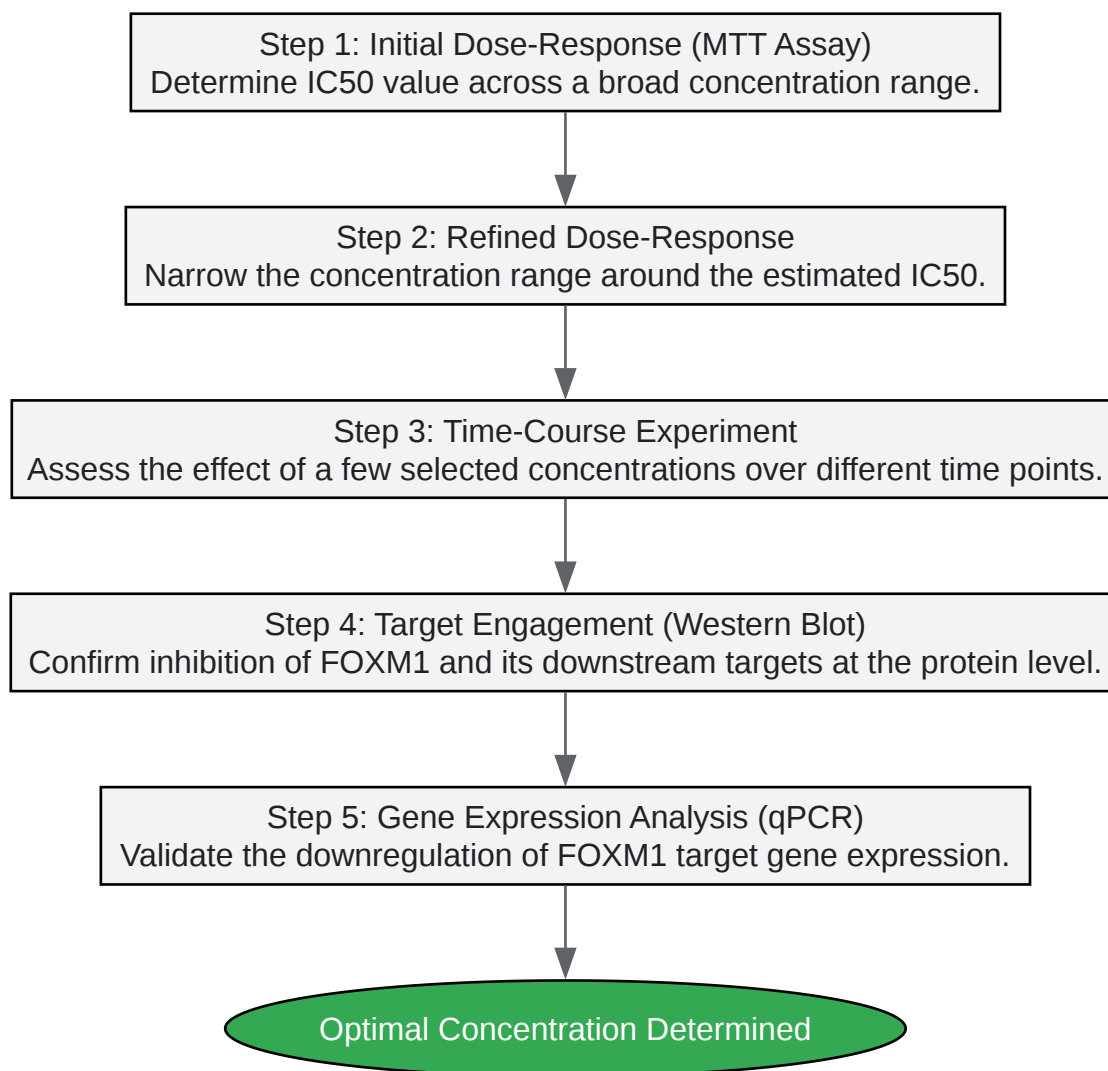 Step 1: Initial Dose-Response (MTT Assay)
Determine IC50 value across a broad concentration range.
Step 2: Refined Dose-Response
Narrow the concentration range around the estimated IC50.
Step 3: Time-Course Experiment
Assess the effect of a few selected concentrations over different time points.
Step 4: Target Engagement (Western Blot)
Confirm inhibition of FOXM1 and its downstream targets at the protein level.
Step 5: Gene Expression Analysis (qPCR)
Validate the downregulation of FOXM1 target gene expression.
Optimal Concentration Determined